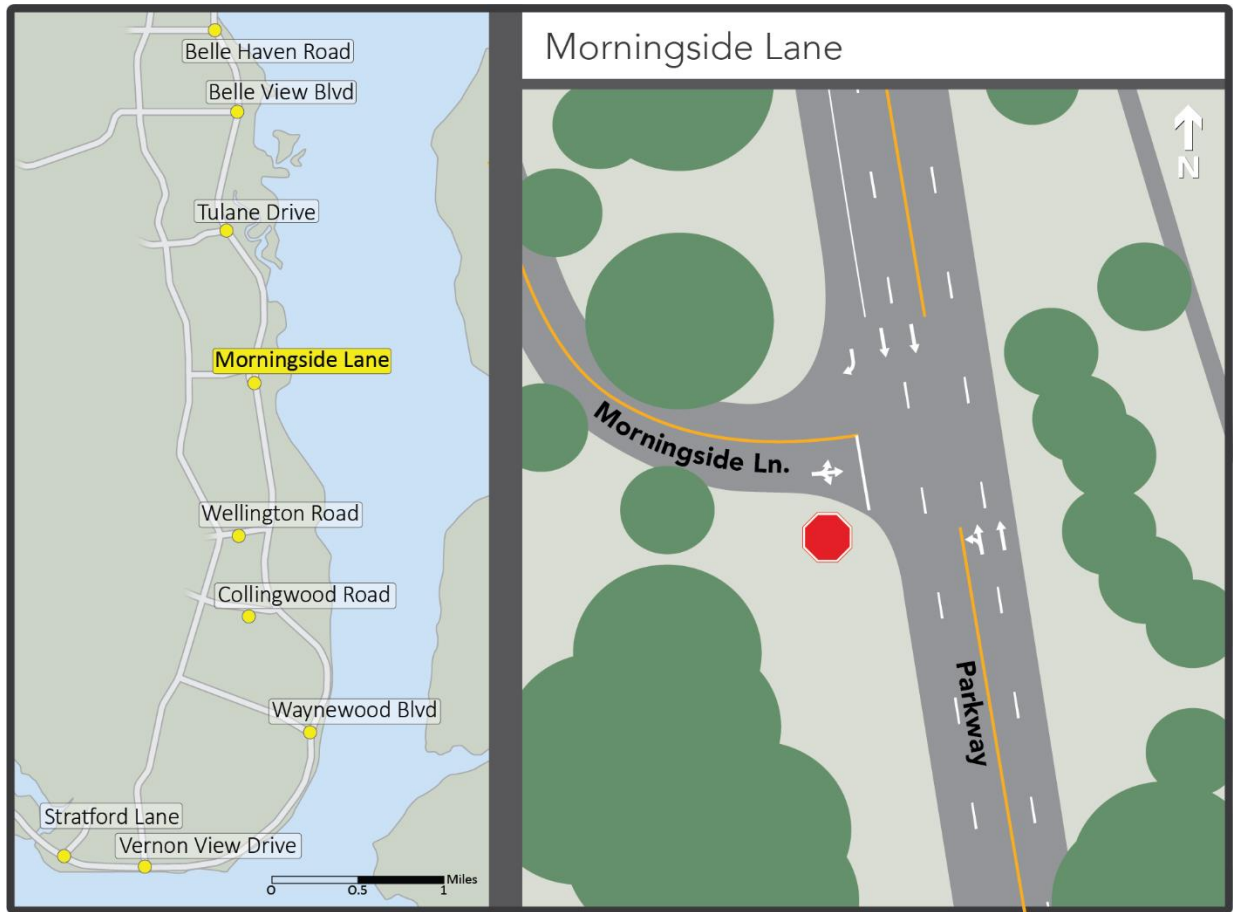 Belle Haven Road
Belle View Blvd
Tulane Drive
Morningside Lane
Wellington Road
Collingwood Road
Waynewood Blvd
Stratford Lane
Vernon View Drive
Miles
0 0.5 1
Morningside Lane
N
Morningside Ln.
Parkway